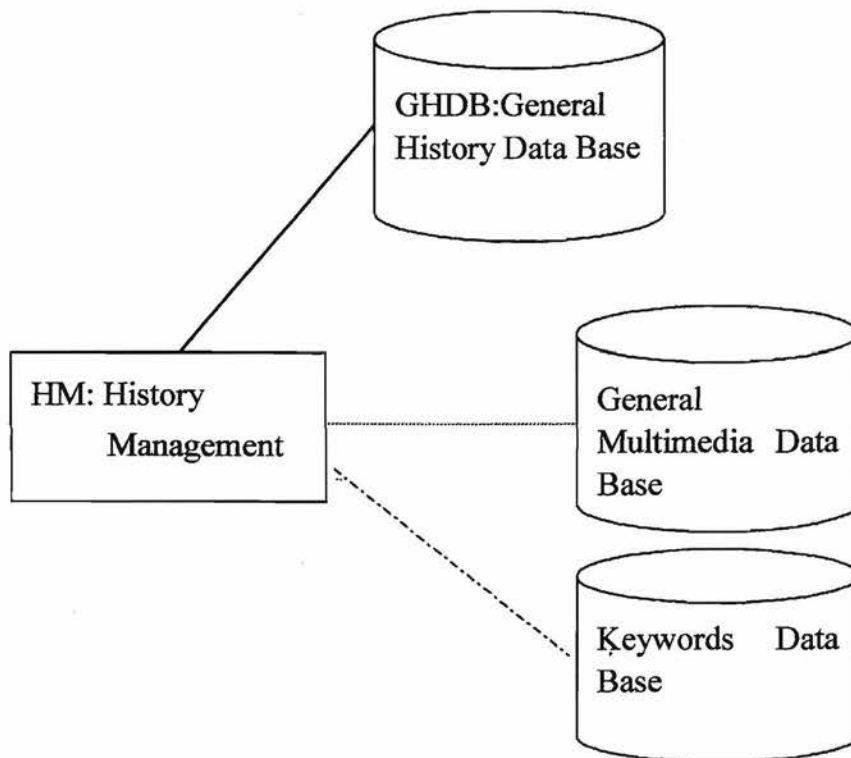 GHDB:General
History Data Base
HM: History
Management
General
Multimedia Data
Base
Keywords Data
Base